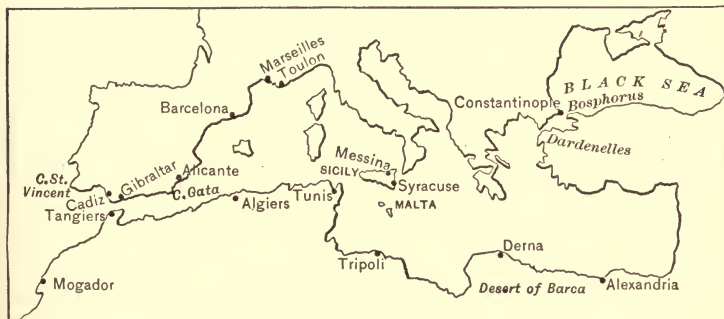 Marseilles
Toulon
BLACK SEA
Constantinople
Bosphorus
Barcelona
Dardenelles
Messina
SICILY
C. St.
Vincent
Gibraltar
Alicante
Syracuse
C. Gata
Cadiz
Tangiers
Algiers
Tunis
MALTA
Derna
Tripoli
Mogador
Desert of Barca
Alexandria